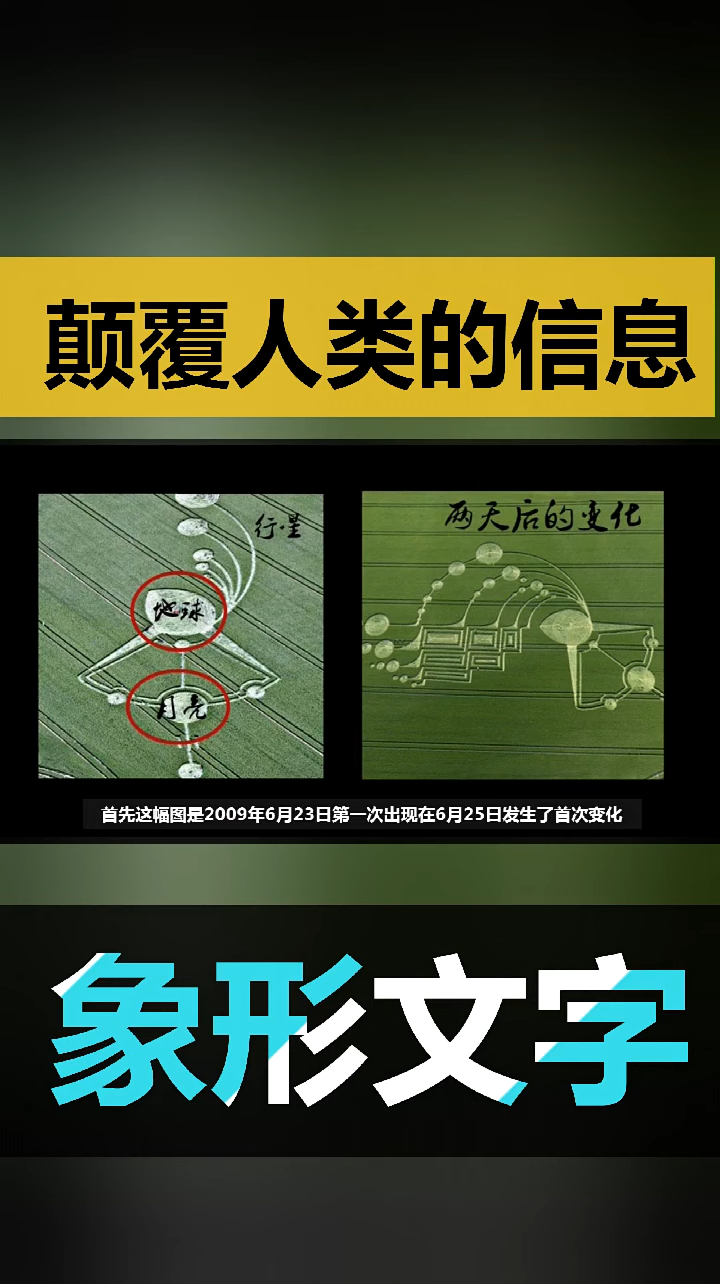 颠覆人类的信息
行星
两天后的变化
地球
月亮
首先这幅图是2009年6月23日第一次出现在6月25日发生了首次变化
象形文字